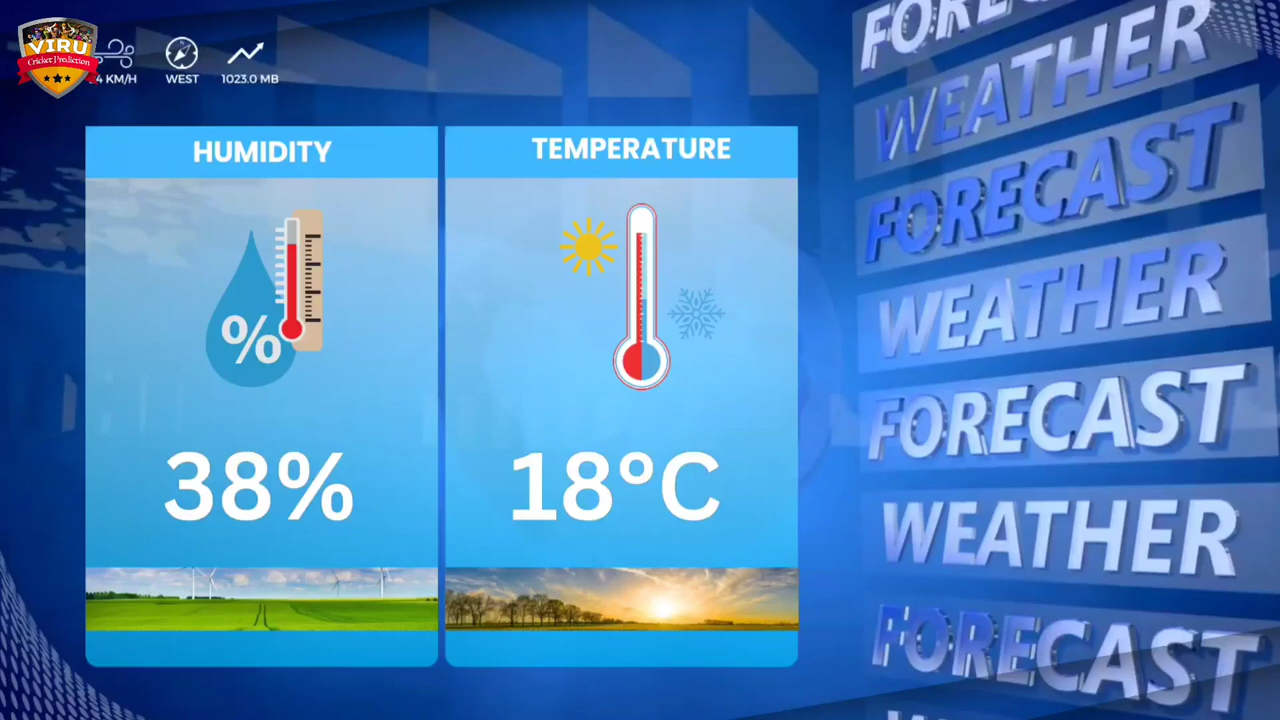 VIRU
Cricket Prediction
4 KM/H
WEST
1023.0 MB
HUMIDITY
TEMPERATURE
%
38%
18°C
FORECAST
WEATHER
FORECAST
WEATHER
FORECAST
WEATHER
FORECAST